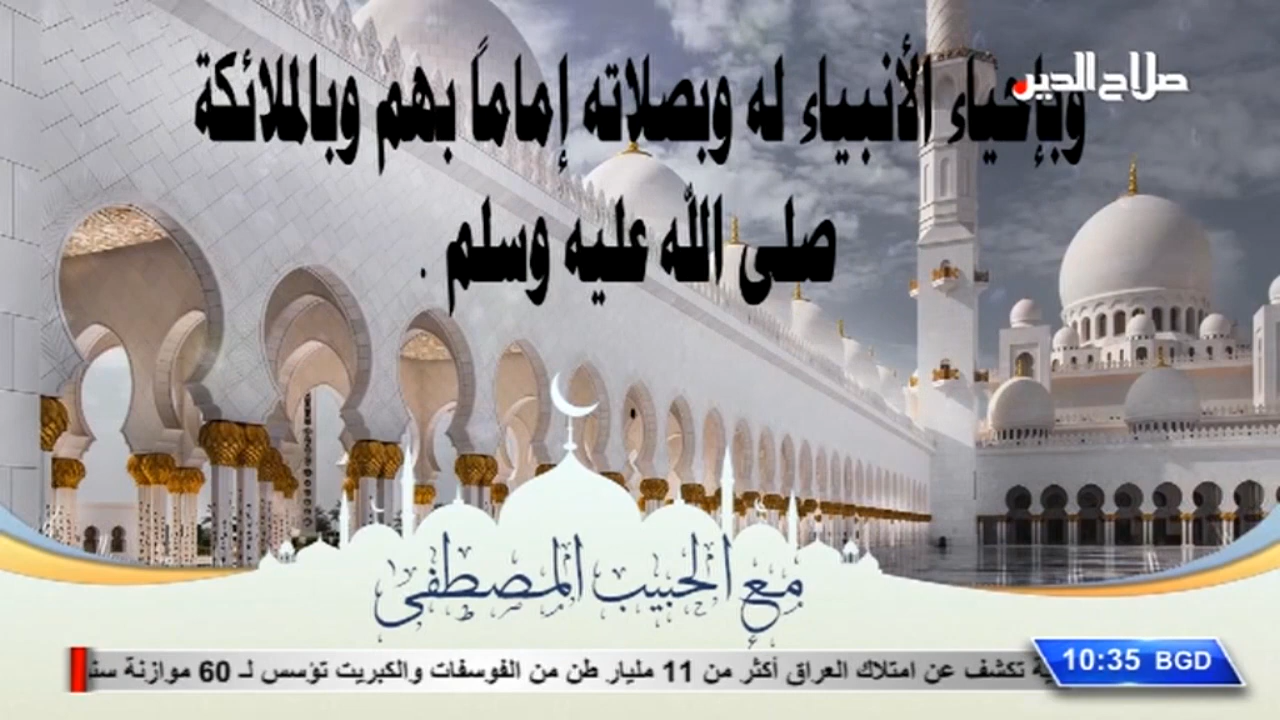 صلاح الدين
وبإحياء الأنبياء له وبصلاته إماماً بهم وبالملائكة
صلى الله عليه وسلم .
مع الحبيب المصطفى
تكشف عن امتلاك العراق أكثر من 11 مليار طن من الفوسفات والكبريت تؤسس لـ 60 موازنة
10:35 BGD